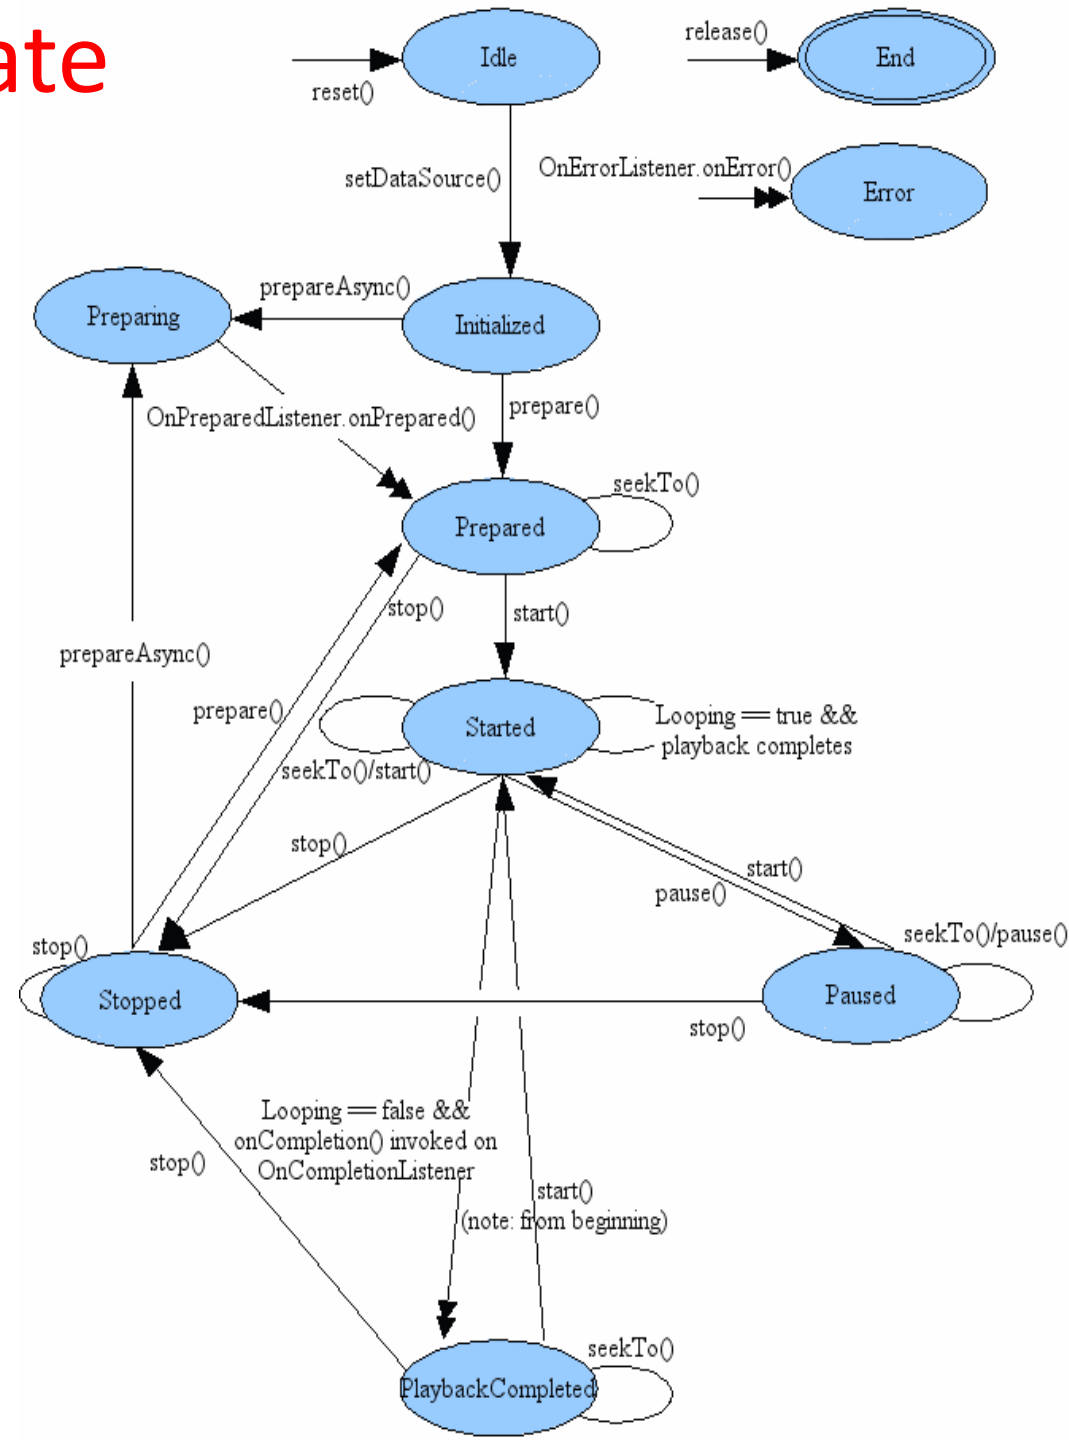 ate
Idle
release()
End
reset()
setDataSource()
OnErrorListener.onError()
Error
prepareAsync()
Preparing
Initialized
prepare()
OnPreparedListener.onPrepared()
seekTo()
Prepared
stop()
start()
prepareAsync()
prepare()
Started
Looping == true &&
playback completes
seekTo()/start()
stop()
start()
pause()
stop()
seekTo()/pause()
Stopped
Paused
stop()
Looping == false &&
onCompletion() invoked on
OnCompletionListener
stop()
start()
(note: from beginning)
seekTo()
PlaybackCompleted